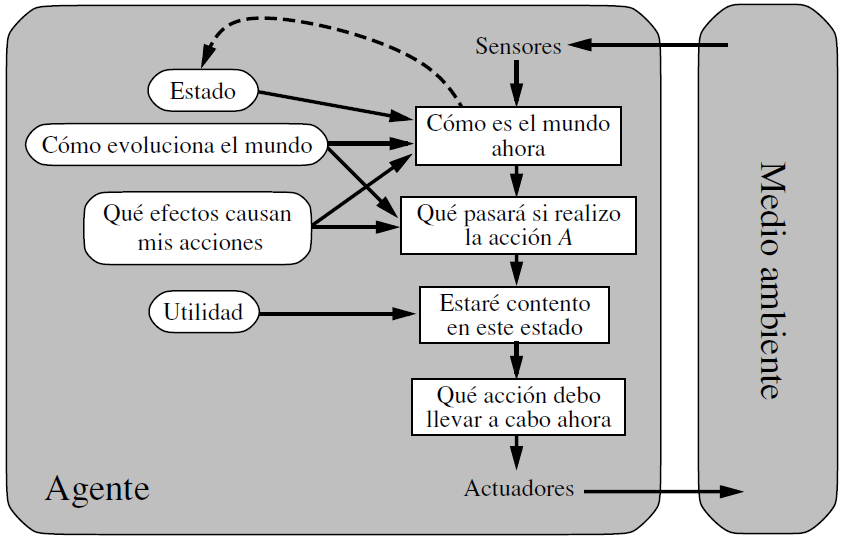 Sensores
Estado
Cómo es el mundo
ahora
Cómo evoluciona el mundo
Qué efectos causan
mis acciones
Qué pasará si realizo
la acción A
Utilidad
Estaré contento
en este estado
Qué acción debo
llevar a cabo ahora
Agente
Actuadores
Medio ambiente